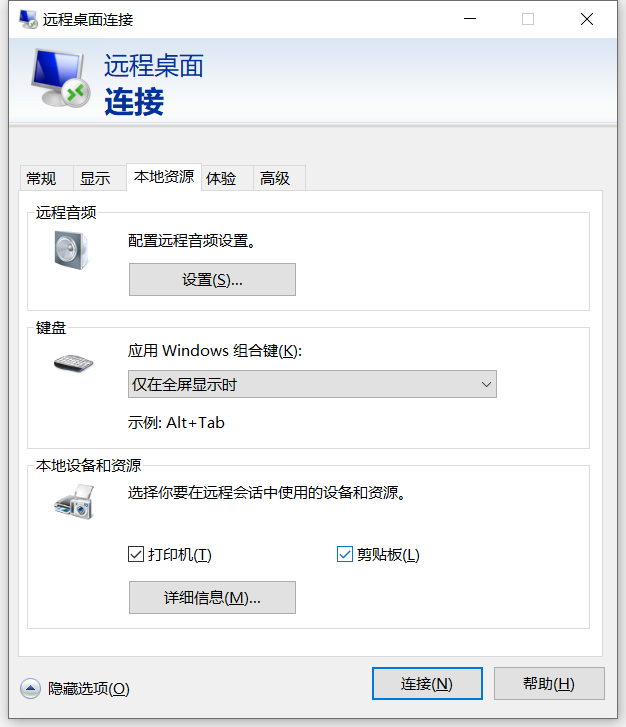 远程桌面连接
远程桌面
连接
常规 显示 本地资源 体验 高级
远程音频
配置远程音频设置。
设置(S)...
键盘
应用 Windows 组合键(K):
仅在全屏显示时
示例: Alt+Tab
本地设备和资源
选择你要在远程会话中使用的设备和资源。
打印机(T) 剪贴板(L)
详细信息(M)...
隐藏选项(O) 连接(N) 帮助(H)